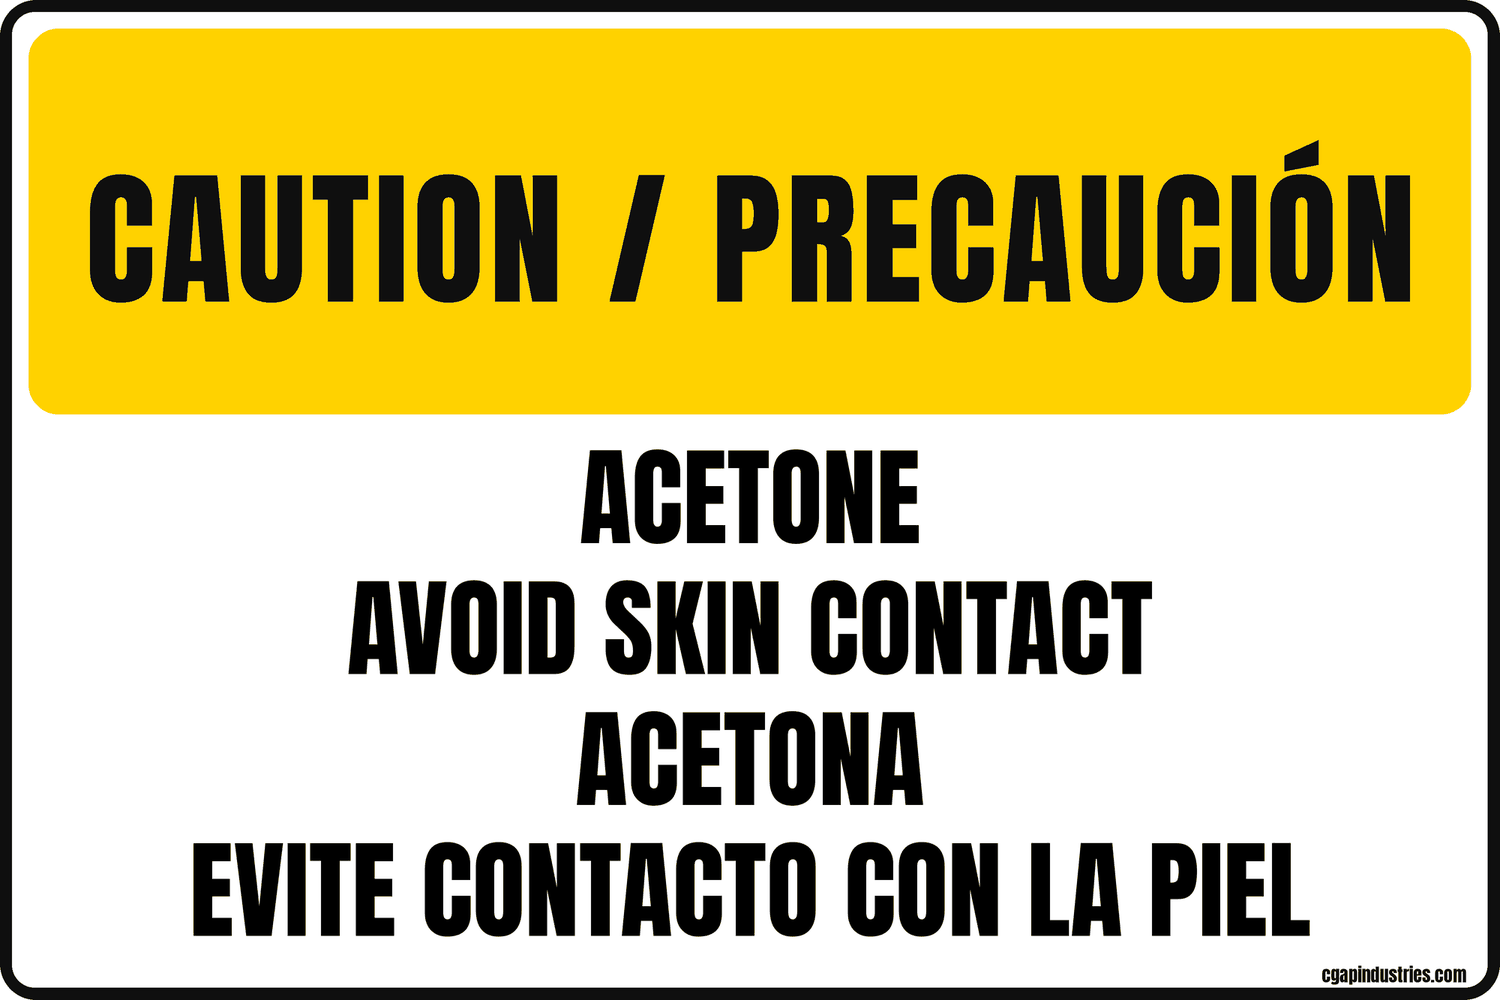 CAUTION / PRECAUCIÓN
ACETONE
AVOID SKIN CONTACT
ACETONA
EVITE CONTACTO CON LA PIEL
cgapindustries.com